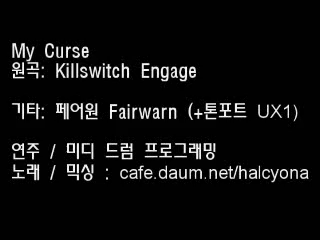 My Curse
원곡: Killswitch Engage
기타: 페어원 Fairwarn (+톤포트 UX1)
연주 / 미디 드럼 프로그래밍
노래 / 믹싱 : cafe.daum.net/halcyona